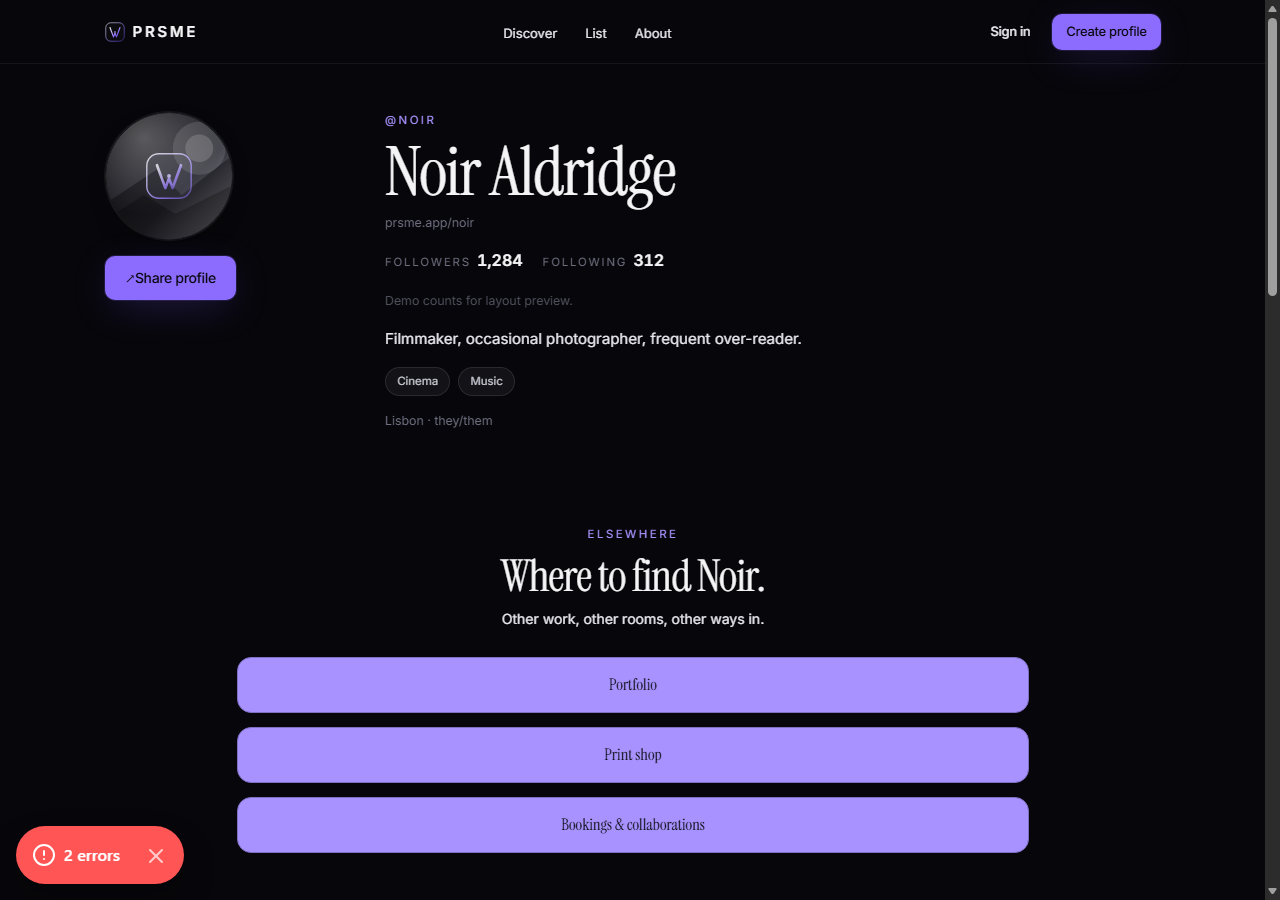 PRSME
Discover
List
About
Sign in
Create profile
@NOIR
Noir Aldridge
prsme.app/noir
FOLLOWERS 1,284 FOLLOWING 312
Demo counts for layout preview.
Filmmaker, occasional photographer, frequent over-reader.
Cinema
Music
Lisbon · they/them
↗Share profile
ELSEWHERE
Where to find Noir.
Other work, other rooms, other ways in.
Portfolio
Print shop
Bookings & collaborations
2 errors